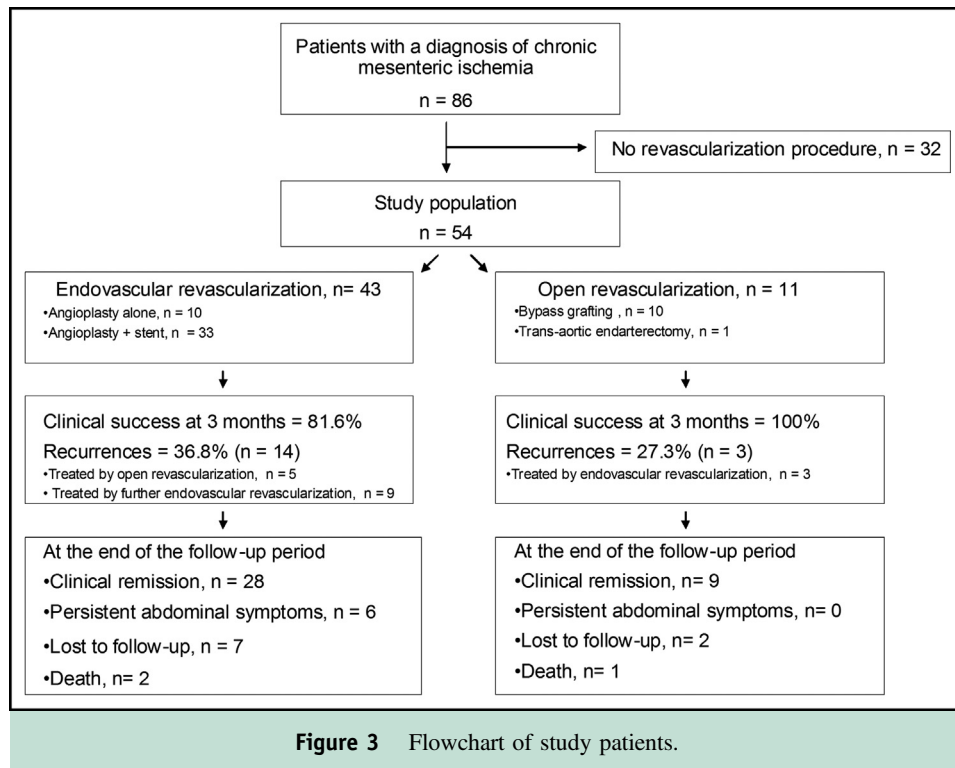 Patients with a diagnosis of chronic
mesenteric ischemia
n = 86
No revascularization procedure, n = 32
Study population
n = 54
Endovascular revascularization, n= 43
•Angioplasty alone, n = 10
•Angioplasty + stent, n = 33
Open revascularization, n = 11
•Bypass grafting , n = 10
•Trans-aortic endarterectomy, n = 1
Clinical success at 3 months = 81.6%
Recurrences = 36.8% (n = 14)
•Treated by open revascularization, n = 5
• Treated by further endovascular revascularization, n = 9
Clinical success at 3 months = 100%
Recurrences = 27.3% (n = 3)
•Treated by endovascular revascularization, n = 3
At the end of the follow-up period
•Clinical remission, n = 28
•Persistent abdominal symptoms, n = 6
•Lost to follow-up, n = 7
•Death, n= 2
At the end of the follow-up period
•Clinical remission, n= 9
•Persistent abdominal symptoms, n= 0
•Lost to follow-up, n = 2
•Death, n= 1
Figure 3 Flowchart of study patients.